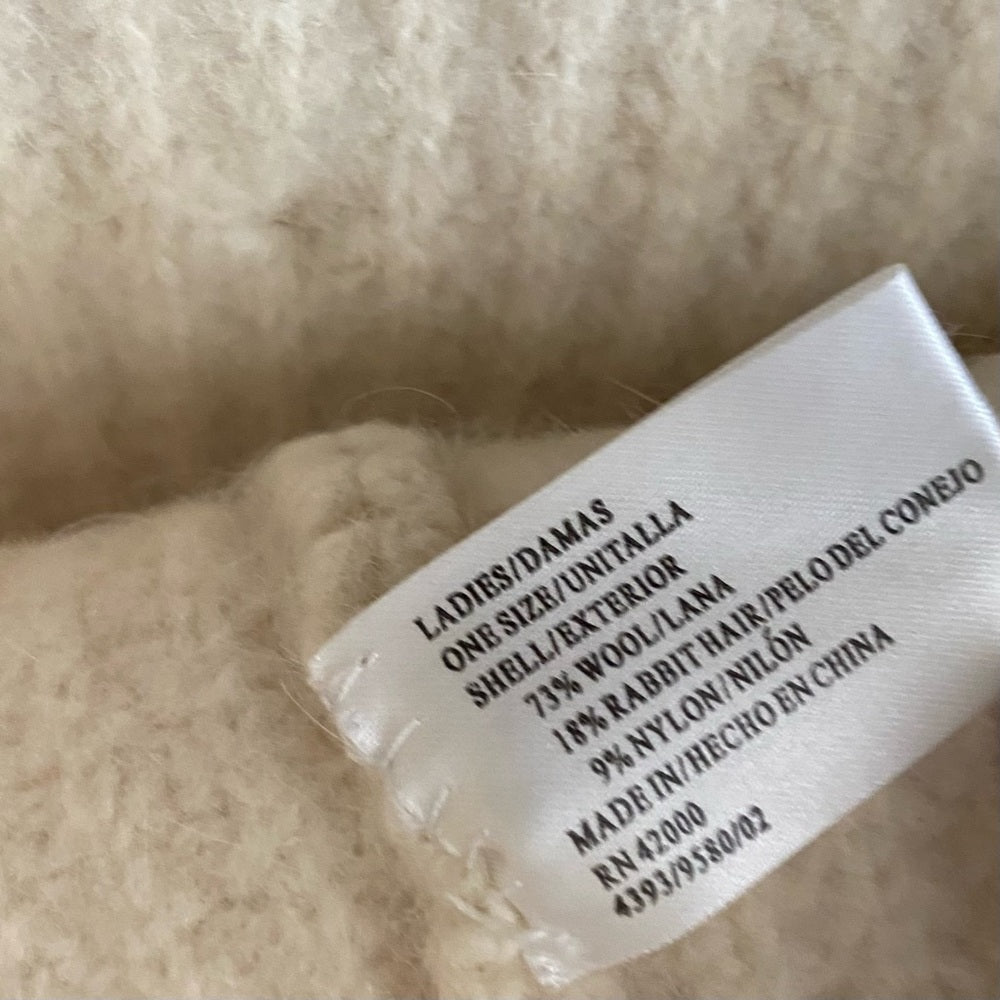 LADIES/DAMAS
ONE SIZE/UNITALLA
SHELL/EXTERIOR
73% WOOL/LANA
18% RABBIT HAIR/PELO DEL CONEJO
9% NYLON/NILÓN
MADE IN/HECHO EN CHINA
RN 42000
4393/9580/02